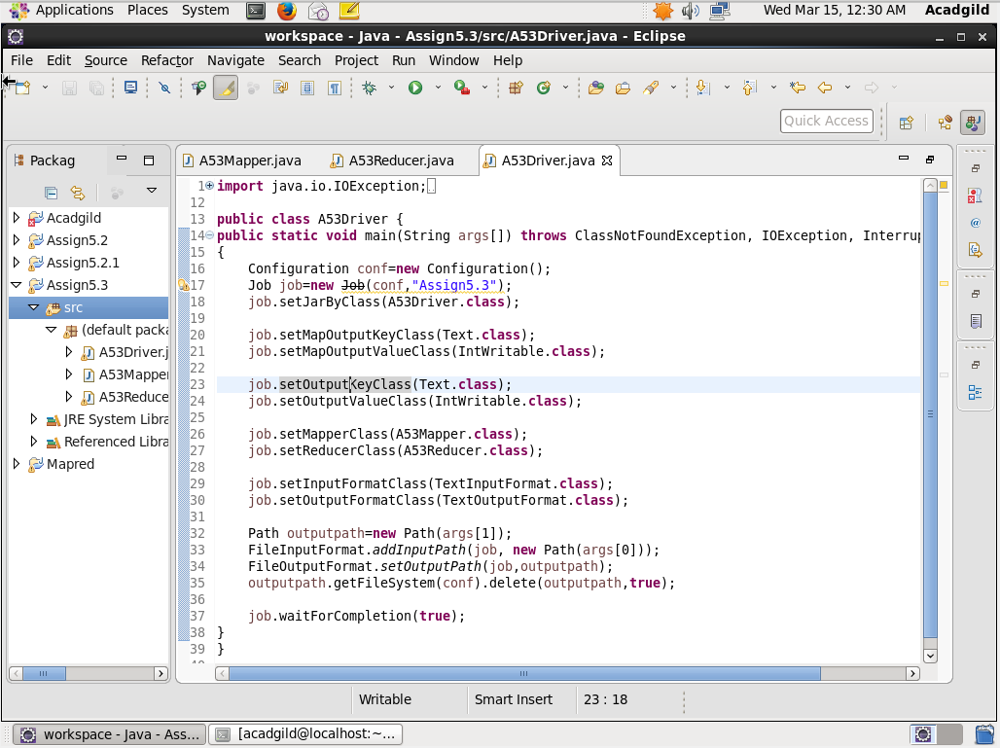 Applications Places System Wed Mar 15, 12:30 AM Acadgild
workspace - Java - Assign5.3/src/A53Driver.java - Eclipse
File Edit Source Refactor Navigate Search Project Run Window Help
Quick Access
Packag
A53Mapper.java A53Reducer.java A53Driver.java
Acadgild
Assign5.2
Assign5.2.1
Assign5.3
src
(default packa
A53Driver.j
A53Mappe
A53Reduce
JRE System Libra
Referenced Libra
Mapred
1 import java.io.IOException;
12
13 public class A53Driver {
14 public static void main(String args[]) throws ClassNotFoundException, IOException, Interrup
15 {
16 Configuration conf=new Configuration();
17 Job job=new Job(conf,"Assign5.3");
18 job.setJarByClass(A53Driver.class);
19
20 job.setMapOutputKeyClass(Text.class);
21 job.setMapOutputValueClass(IntWritable.class);
22
23 job.setOutputKeyClass(Text.class);
24 job.setOutputValueClass(IntWritable.class);
25
26 job.setMapperClass(A53Mapper.class);
27 job.setReducerClass(A53Reducer.class);
28
29 job.setInputFormatClass(TextInputFormat.class);
30 job.setOutputFormatClass(TextOutputFormat.class);
31
32 Path outputpath=new Path(args[1]);
33 FileInputFormat.addInputPath(job, new Path(args[0]));
34 FileOutputFormat.setOutputPath(job,outputpath);
35 outputpath.getFileSystem(conf).delete(outputpath,true);
36
37 job.waitForCompletion(true);
38 }
39 }
Writable Smart Insert 23 : 18
workspace - Java - Ass... [acadgild@localhost:~...